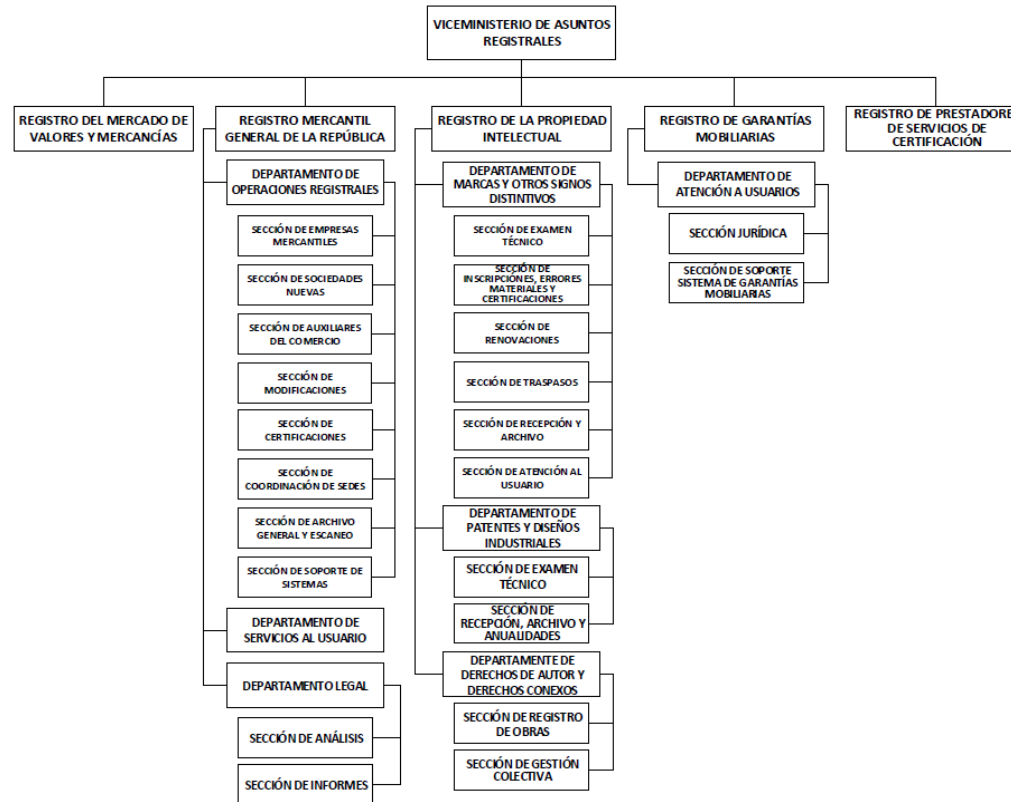 VICEMINISTERIO DE ASUNTOS
REGISTRALES
REGISTRO DEL MERCADO DE
VALORES Y MERCANCÍAS
REGISTRO MERCANTIL
GENERAL DE LA REPÚBLICA
DEPARTAMENTO DE
OPERACIONES REGISTRALES
SECCIÓN DE EMPRESAS
MERCANTILES
SECCIÓN DE SOCIEDADES
NUEVAS
SECCIÓN DE AUXILIARES
DEL COMERCIO
SECCIÓN DE
MODIFICACIONES
SECCIÓN DE
CERTIFICACIONES
SECCIÓN DE
COORDINACIÓN DE SEDES
SECCIÓN DE ARCHIVO
GENERAL Y ESCANEO
SECCIÓN DE SOPORTE DE
SISTEMAS
DEPARTAMENTO DE
SERVICIOS AL USUARIO
DEPARTAMENTO LEGAL
SECCIÓN DE ANÁLISIS
SECCIÓN DE INFORMES
REGISTRO DE LA PROPIEDAD
INTELECTUAL
DEPARTAMENTO DE
MARCAS Y OTROS SIGNOS
DISTINTIVOS
SECCIÓN DE EXAMEN
TÉCNICO
SECCIÓN DE
INSCRIPCIÓNES, ERRORES
MATERIALES Y
CERTIFICACIONES
SECCIÓN DE
RENOVACIONES
SECCIÓN DE TRASPASOS
SECCIÓN DE RECEPCIÓN Y
ARCHIVO
SECCIÓN DE ATENCIÓN AL
USUARIO
DEPARTAMENTO DE
PATENTES Y DISEÑOS
INDUSTRIALES
SECCIÓN DE EXAMEN
TÉCNICO
SECCIÓN DE
RECEPCIÓN, ARCHIVO Y
ANUALIDADES
DEPARTAMENTE DE
DERECHOS DE AUTOR Y
DERECHOS CONEXOS
SECCIÓN DE REGISTRO
DE OBRAS
SECCIÓN DE GESTIÓN
COLECTIVA
REGISTRO DE GARANTÍAS
MOBILIARIAS
DEPARTAMENTO DE
ATENCIÓN A USUARIOS
SECCIÓN JURÍDICA
SECCIÓN DE SOPORTE
SISTEMA DE GARANTÍAS
MOBILIARIAS
REGISTRO DE PRESTADORE
DE SERVICIOS DE
CERTIFICACIÓN